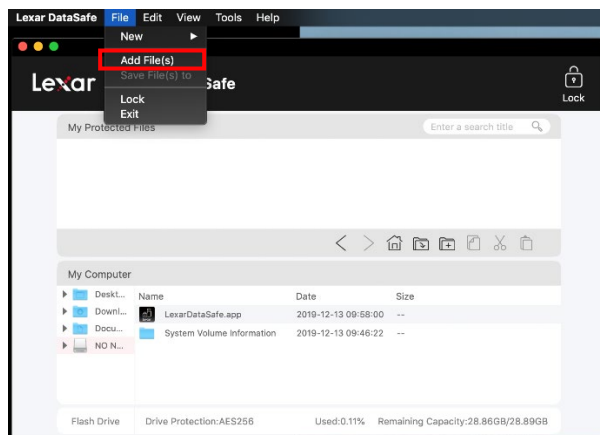 Lexar DataSafe File Edit View Tools Help
New
Add File(s)
Save File(s) to
Lexar Safe
Lock
Lock
Exit
My Protected Files
Enter a search title
My Computer
Deskt... Name Date Size
Downl... LexarDataSafe.app 2019-12-13 09:58:00 --
Docu... System Volume Information 2019-12-13 09:46:22 --
NO N...
Flash Drive Drive Protection:AES256 Used:0.11% Remaining Capacity:28.86GB/28.89GB